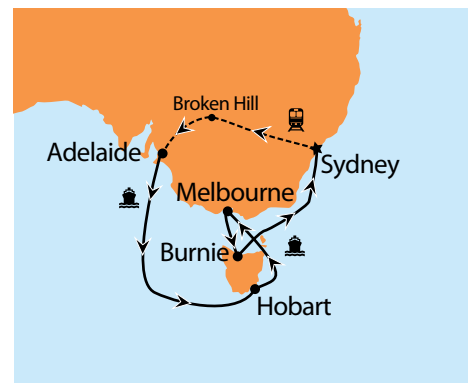 Broken Hill
Adelaide
Sydney
Melbourne
Burnie
Hobart